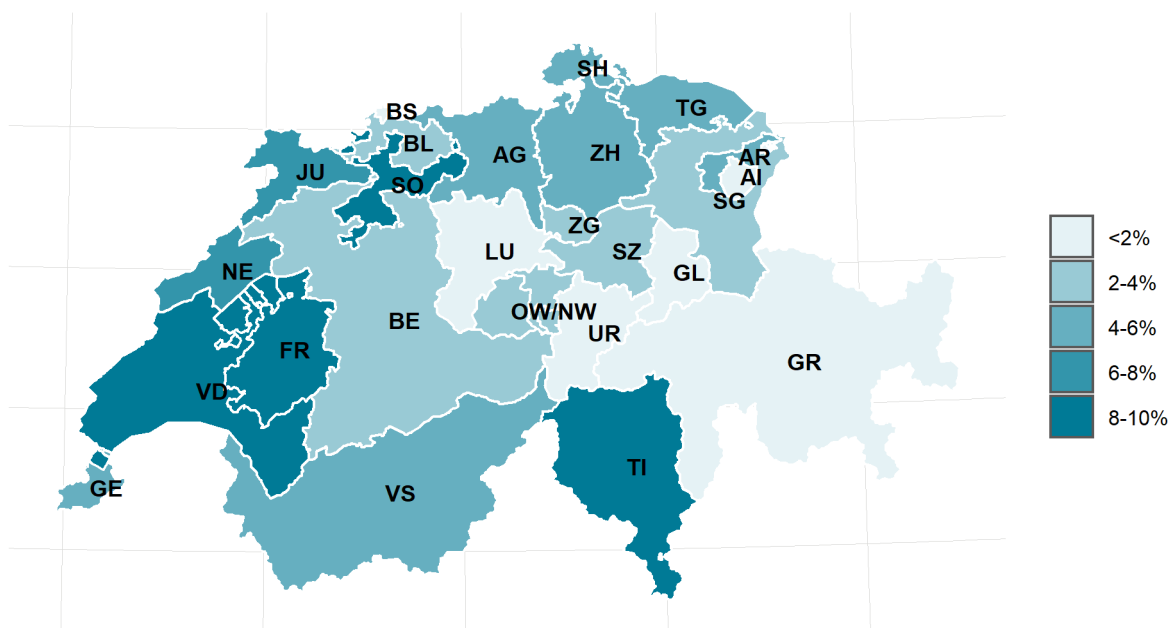 SH
BS
TG
BL
AG
ZH
AR
JU
AI
SO
SG
ZG
LU
SZ
NE
GL
OW/NW
BE
UR
FR
GR
VD
TI
GE
VS
<2%
2-4%
4-6%
6-8%
8-10%